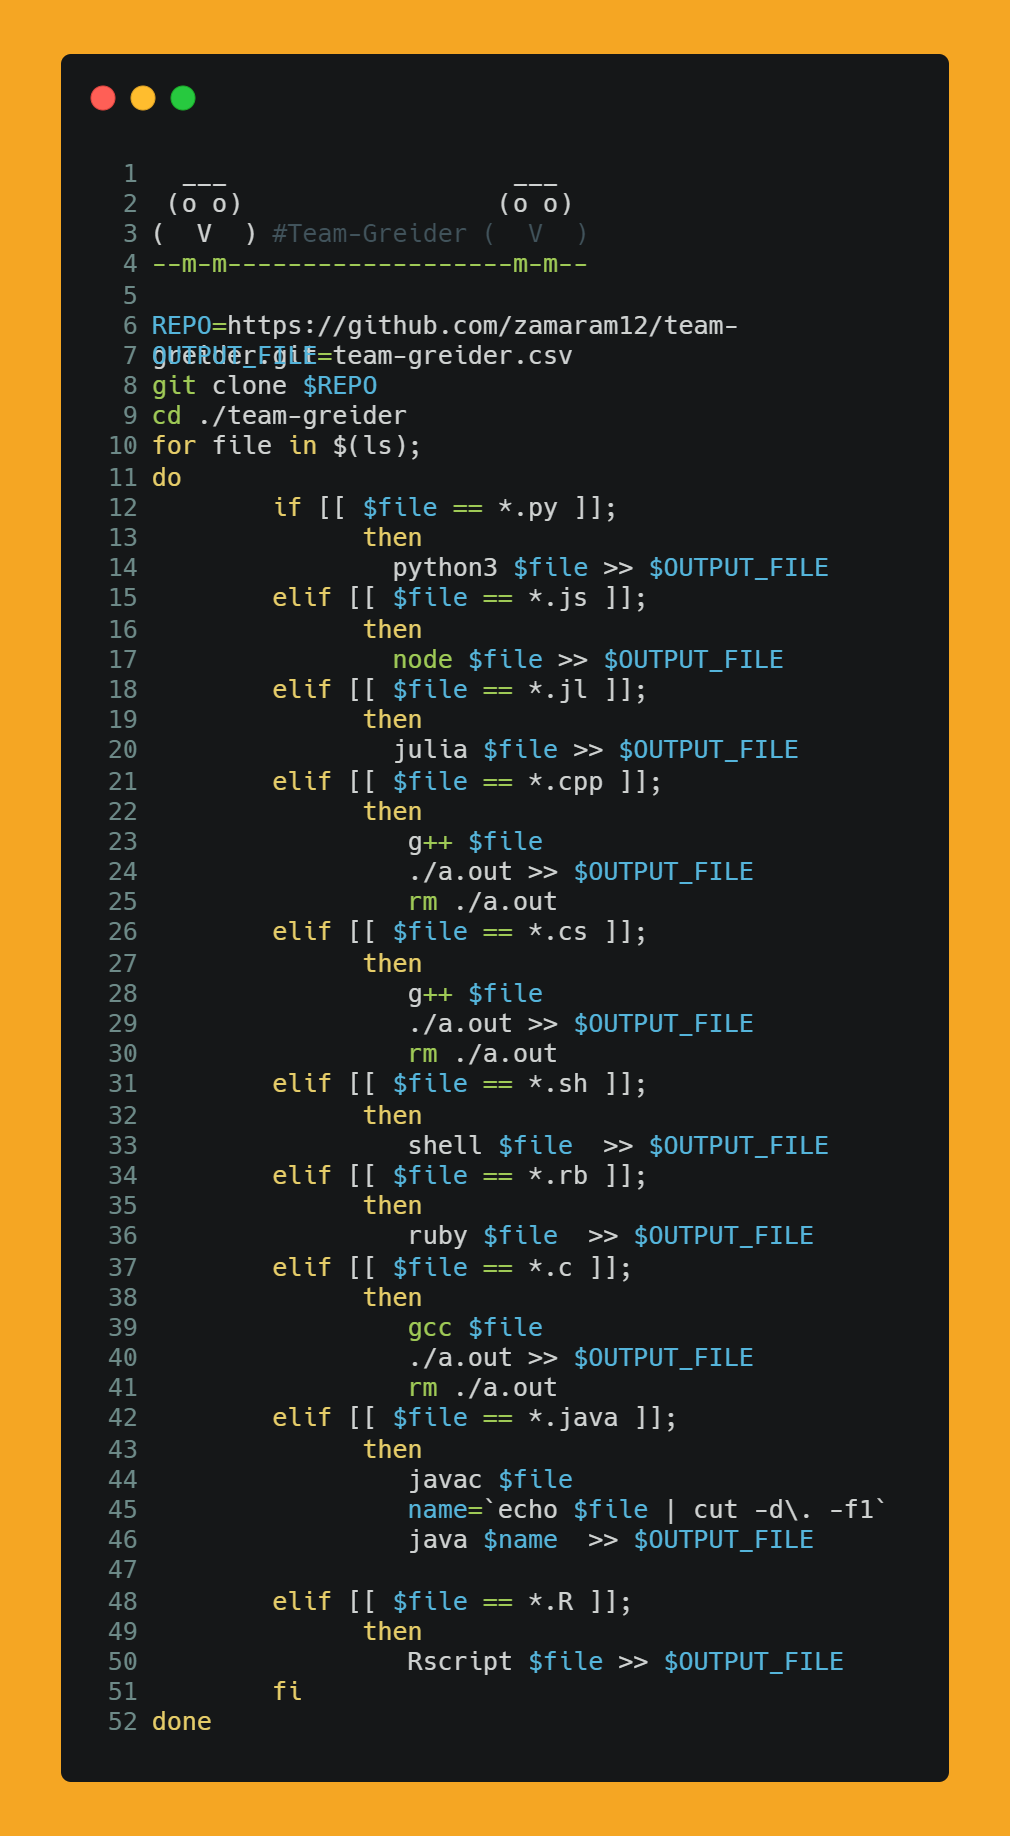 1   ___                   ___
2  (o o)                 (o o)
3 (  V  ) #Team-Greider (  V  )
4 --m-m-------------------m-m--
5
6 REPO=https://github.com/zamaram12/team-
greider.git
7 OUTPUT_FILE=team-greider.csv
8 git clone $REPO
9 cd ./team-greider
10 for file in $(ls);
11 do
12         if [[ $file == *.py ]];
13               then
14                 python3 $file >> $OUTPUT_FILE
15         elif [[ $file == *.js ]];
16               then
17                 node $file >> $OUTPUT_FILE
18         elif [[ $file == *.jl ]];
19               then
20                 julia $file >> $OUTPUT_FILE
21         elif [[ $file == *.cpp ]];
22               then
23                  g++ $file
24                  ./a.out >> $OUTPUT_FILE
25                  rm ./a.out
26         elif [[ $file == *.cs ]];
27               then
28                  g++ $file
29                  ./a.out >> $OUTPUT_FILE
30                  rm ./a.out
31         elif [[ $file == *.sh ]];
32               then
33                  shell $file  >> $OUTPUT_FILE
34         elif [[ $file == *.rb ]];
35               then
36                  ruby $file  >> $OUTPUT_FILE
37         elif [[ $file == *.c ]];
38               then
39                  gcc $file
40                  ./a.out >> $OUTPUT_FILE
41                  rm ./a.out
42         elif [[ $file == *.java ]];
43               then
44                  javac $file
45                  name=`echo $file | cut -d\. -f1`
46                  java $name  >> $OUTPUT_FILE
47
48         elif [[ $file == *.R ]];
49               then
50                  Rscript $file >> $OUTPUT_FILE
51         fi
52 done